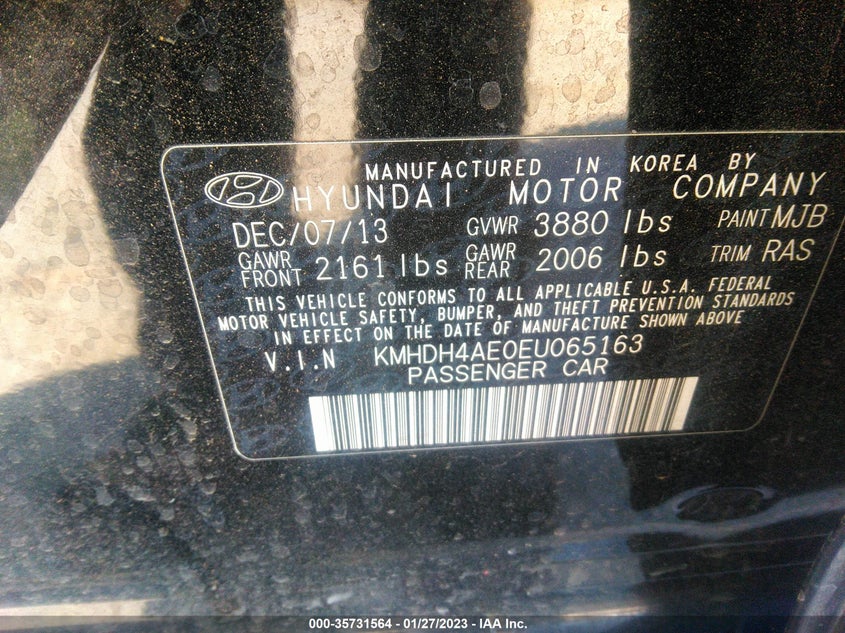 MANUFACTURED IN KOREA BY
HYUNDAI MOTOR COMPANY
DEC/07/13 GVWR 3880 lbs PAINT MJB
GAWR FRONT 2161 lbs GAWR REAR 2006 lbs TRIM RAS
THIS VEHICLE CONFORMS TO ALL APPLICABLE U.S.A. FEDERAL
MOTOR VEHICLE SAFETY, BUMPER, AND THEFT PREVENTION STANDARDS
IN EFFECT ON THE DATE OF MANUFACTURE SHOWN ABOVE
V.I.N KMHDH4AE0EU065163
PASSENGER CAR
000-35731564 - 01/27/2023 - IAA Inc.